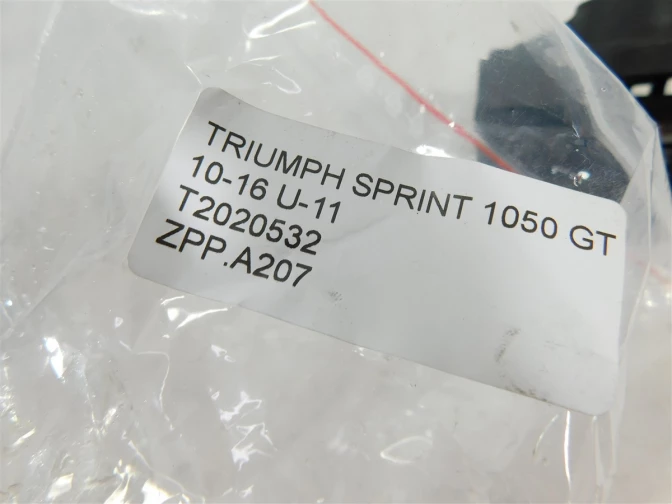 TRIUMPH SPRINT 1050 GT
10-16 U-11
T2020532
ZPP.A207